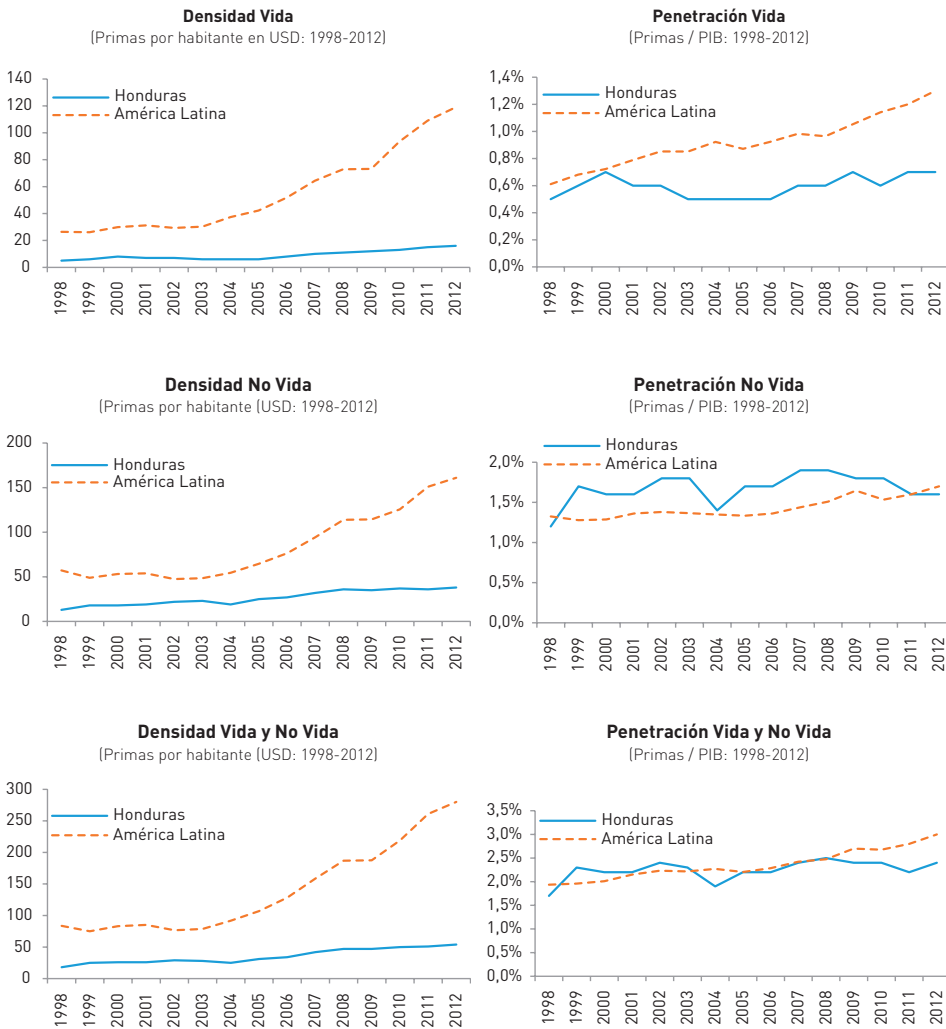 Densidad Vida
(Primas por habitante en USD: 1998-2012)
140
120
100
80
60
40
20
0
Honduras
América Latina
1998 1999 2000 2001 2002 2003 2004 2005 2006 2007 2008 2009 2010 2011 2012
Penetración Vida
(Primas / PIB: 1998-2012)
1,4%
1,2%
1,0%
0,8%
0,6%
0,4%
0,2%
0,0%
Honduras
América Latina
1998 1999 2000 2001 2002 2003 2004 2005 2006 2007 2008 2009 2010 2011 2012
Densidad No Vida
(Primas por habitante (USD: 1998-2012)
200
150
100
50
0
Honduras
América Latina
1998 1999 2000 2001 2002 2003 2004 2005 2006 2007 2008 2009 2010 2011 2012
Penetración No Vida
(Primas / PIB: 1998-2012)
2,0%
1,5%
1,0%
0,5%
0,0%
Honduras
América Latina
1998 1999 2000 2001 2002 2003 2004 2005 2006 2007 2008 2009 2010 2011 2012
Densidad Vida y No Vida
(Primas por habitante (USD: 1998-2012)
300
250
200
150
100
50
0
Honduras
América Latina
1998 1999 2000 2001 2002 2003 2004 2005 2006 2007 2008 2009 2010 2011 2012
Penetración Vida y No Vida
(Primas / PIB: 1998-2012)
3,5%
3,0%
2,5%
2,0%
1,5%
1,0%
0,5%
0,0%
Honduras
América Latina
1998 1999 2000 2001 2002 2003 2004 2005 2006 2007 2008 2009 2010 2011 2012